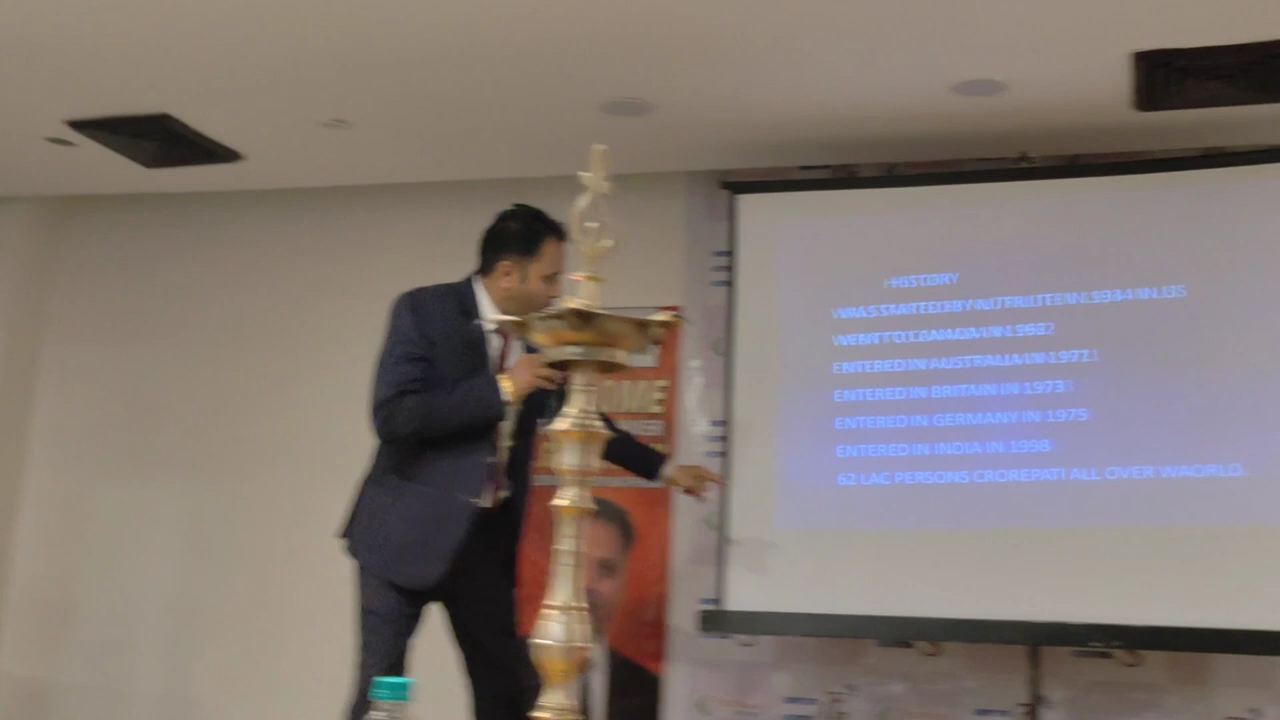 HISTORY
WAS STARTED BY NUTRILITE IN 1934 IN US
WENT TO CANADA IN 1962
ENTERED IN AUSTRALIA IN 1971
ENTERED IN BRITAIN IN 1973
ENTERED IN GERMANY IN 1975
ENTERED IN INDIA IN 1998
62 LAC PERSONS CROREPATI ALL OVER WAORLD
OME